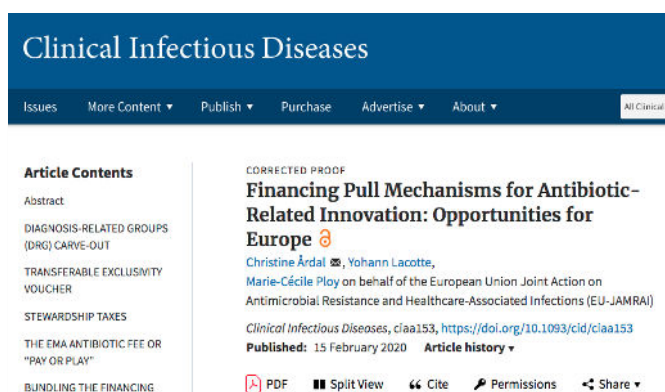 Clinical Infectious Diseases
Issues More Content ▾ Publish ▾ Purchase Advertise ▾ About ▾ All Clinical
Article Contents
Abstract
DIAGNOSIS-RELATED GROUPS
(DRG) CARVE-OUT
TRANSFERABLE EXCLUSIVITY
VOUCHER
STEWARDSHIP TAXES
THE EMA ANTIBIOTIC FEE OR
"PAY OR PLAY"
BUNDLING THE FINANCING
CORRECTED PROOF
Financing Pull Mechanisms for Antibiotic-
Related Innovation: Opportunities for
Europe
Christine Årdal, Yohann Lacotte,
Marie-Cécile Ploy on behalf of the European Union Joint Action on
Antimicrobial Resistance and Healthcare-Associated Infections (EU-JAMRAI)
Clinical Infectious Diseases, ciaa153, https://doi.org/10.1093/cid/ciaa153
Published: 15 February 2020 Article history ▾
PDF Split View Cite Permissions Share ▾